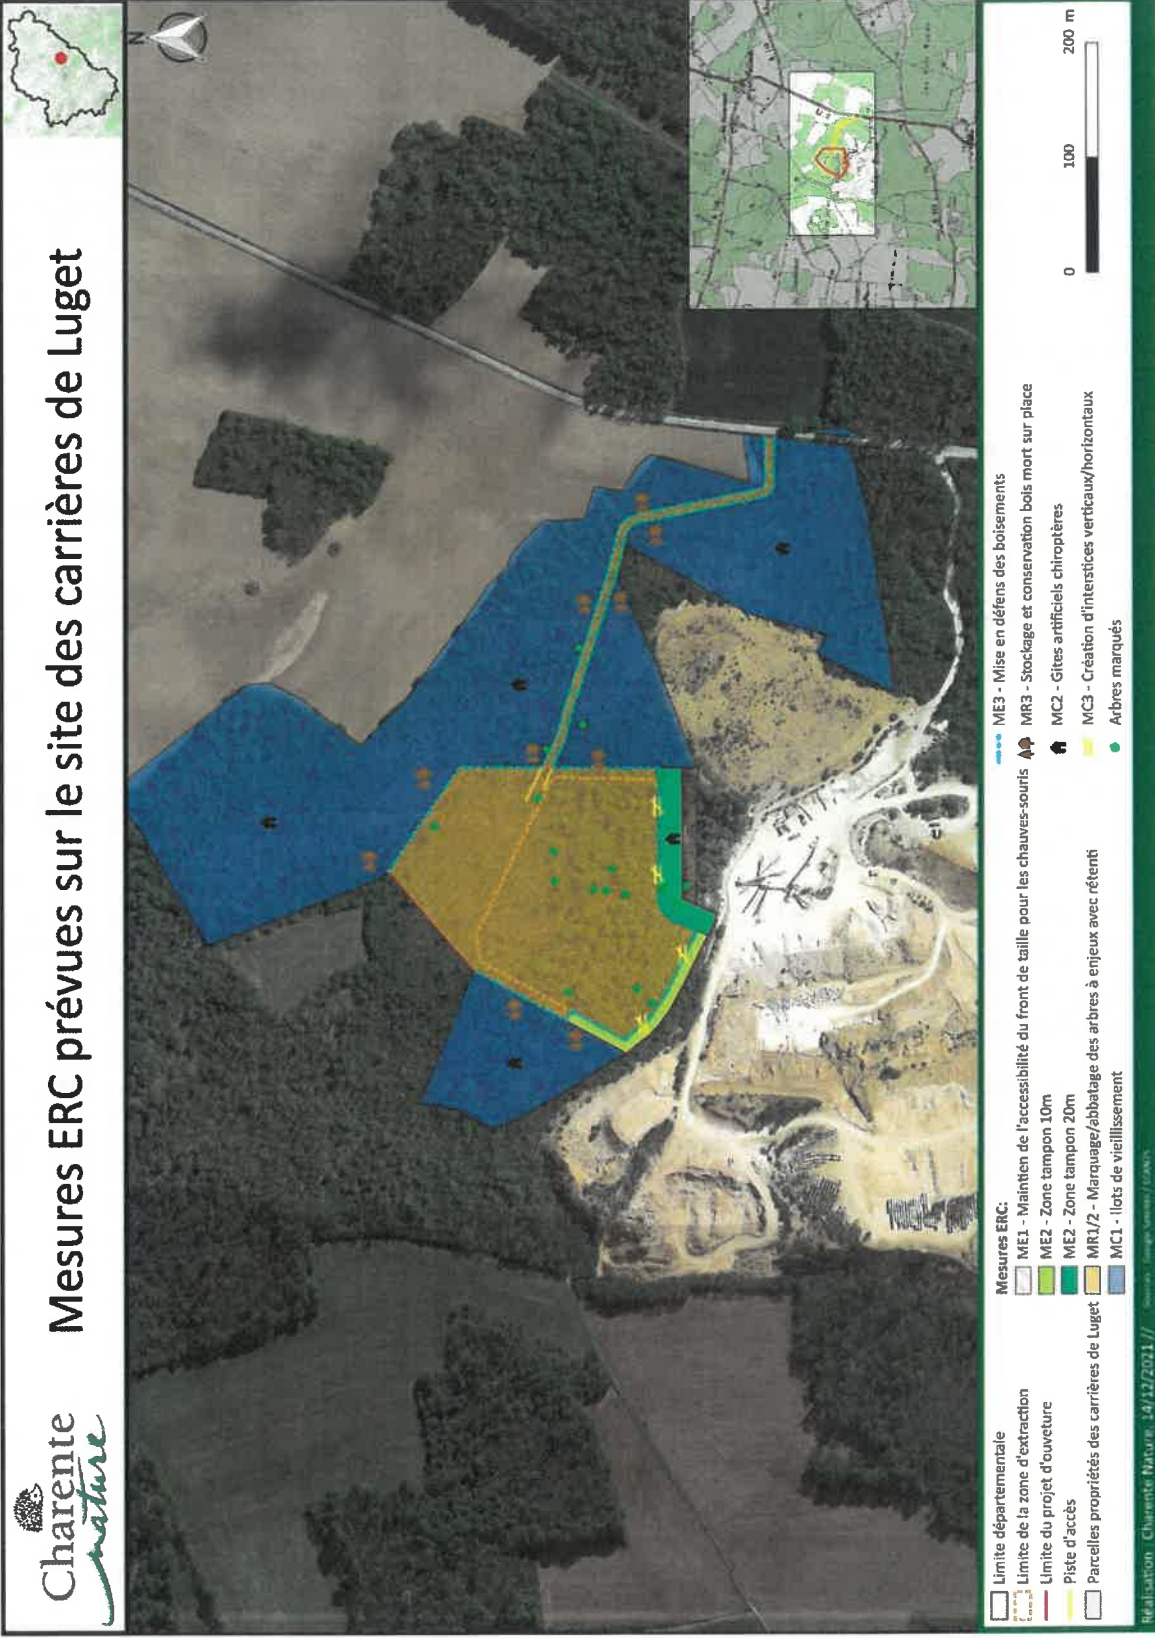 Charente
nature
Mesures ERC prévues sur le site des carrières de Luget
N
Limite départementale
Limite de la zone d'extraction
Limite du projet d'ouveture
Piste d'accès
Parcelles propriétés des carrières de Luget
Mesures ERC:
ME1 - Maintien de l'accessibilité du front de taille pour les chauves-souris
ME2 - Zone tampon 10m
ME2 - Zone tampon 20m
MR1/2 - Marquage/abbatage des arbres à enjeux avec rétenti
MC1 - Ilots de vieillissement
ME3 - Mise en défens des boisements
MR3 - Stockage et conservation bois mort sur place
MC2 - Gites artificiels chiroptères
MC3 - Création d'interstices verticaux/horizontaux
Arbres marqués
0 100 200 m
Réalisation : Charente Nature, 14/12/2021 //